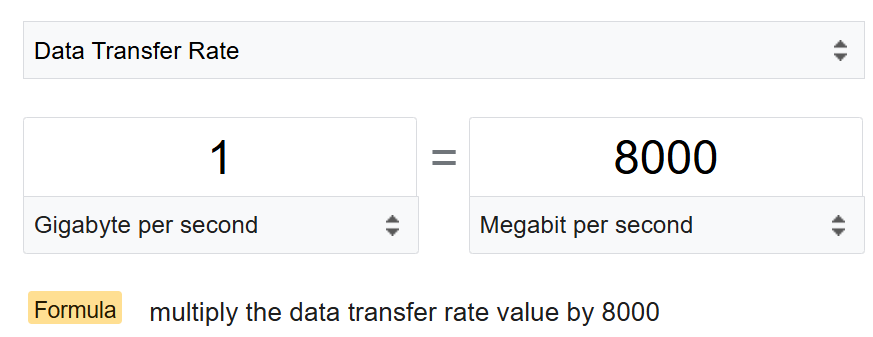 Data Transfer Rate
1 = 8000
Gigabyte per second Megabit per second
Formula multiply the data transfer rate value by 8000